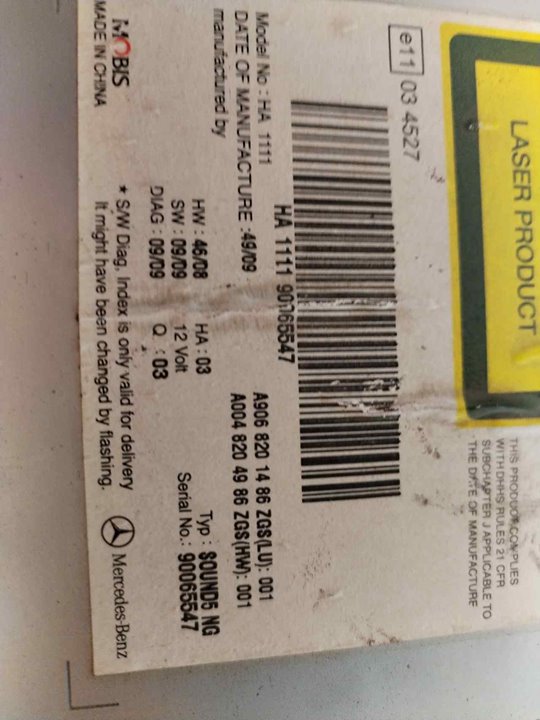 LASER PRODUCT
THIS PRODUCT COMPLIES
WITH DHHS RULES 21 CFR
SUBCHAPTER J APPLICABLE TO
THE DATE OF MANUFACTURE
e11 03 4527
HA 1111 90065547
Model No : HA 1111
DATE OF MANUFACTURE :49/09
manufactured by
A906 820 14 86 ZGS(LU): 001
A004 820 49 86 ZGS(HW): 001
HW : 46/08 HA : 03
SW : 09/09 12 Volt
DIAG : 09/09 Q : 03
Typ : SOUND5 NG
Serial No.: 90065547
MOBIS
MADE IN CHINA
* S/W Diag. Index is only valid for delivery
It might have been changed by flashing.
Mercedes-Benz